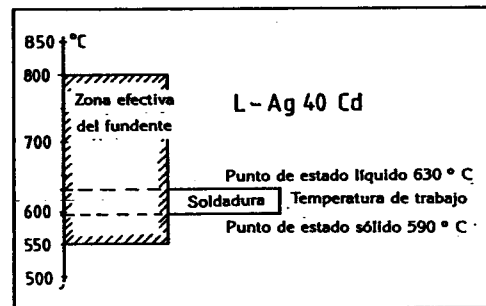 850 °C
800
Zona efectiva
del fundente
L-Ag 40 Cd
700
Punto de estado líquido 630 ° C
Soldadura
Temperatura de trabajo
600
Punto de estado sólido 590 ° C
550
500